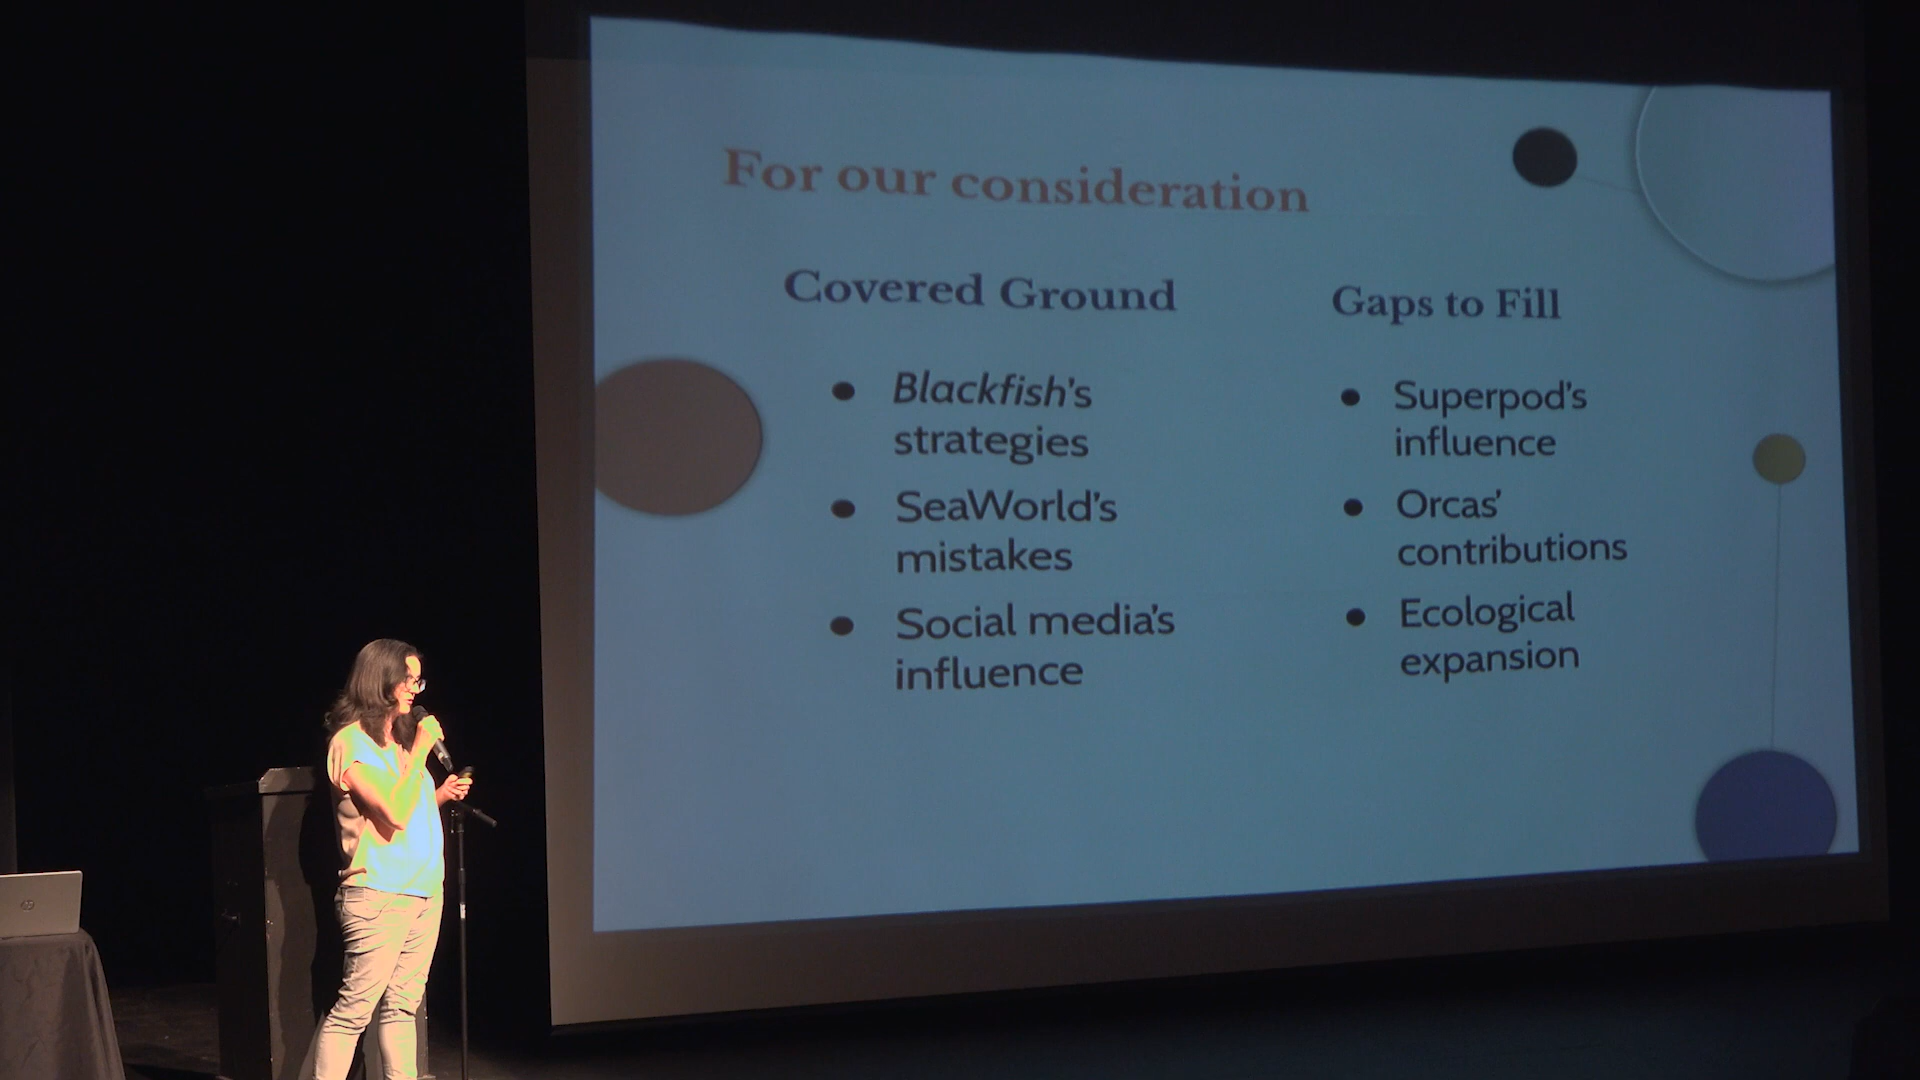 For our consideration
Covered Ground
● Blackfish's
strategies
● SeaWorld's
mistakes
● Social media's
influence
Gaps to Fill
● Superpod's
influence
● Orcas'
contributions
● Ecological
expansion
hp